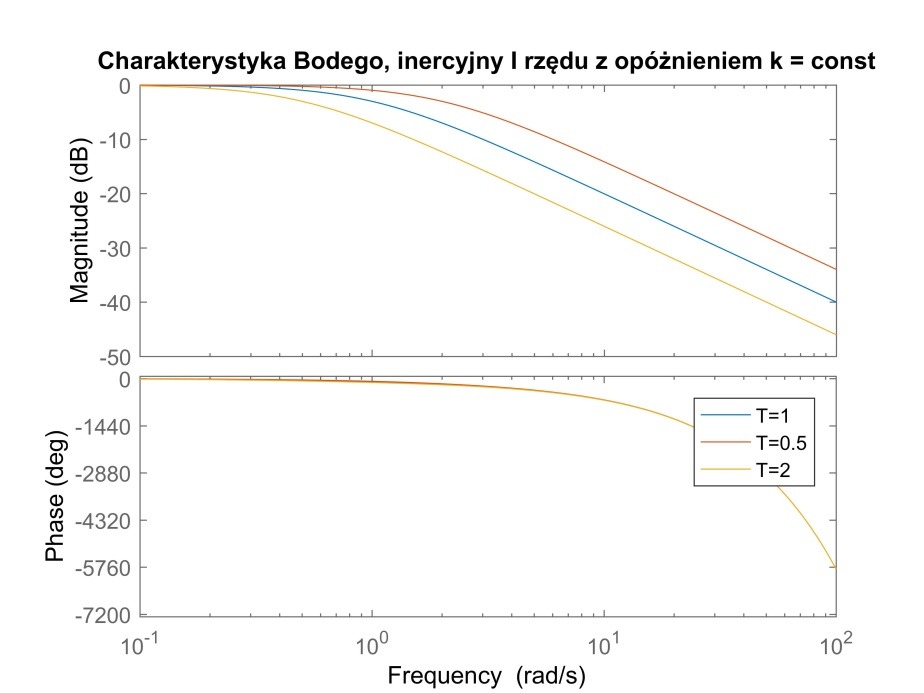 Charakterystyka Bodego, inercyjny I rzędu z opóżnieniem k = const
0
-10
-20
-30
-40
-50
Magnitude (dB)
0
-1440
-2880
-4320
-5760
-7200
Phase (deg)
T=1
T=0.5
T=2
10^-1 10^0 10^1 10^2
Frequency (rad/s)